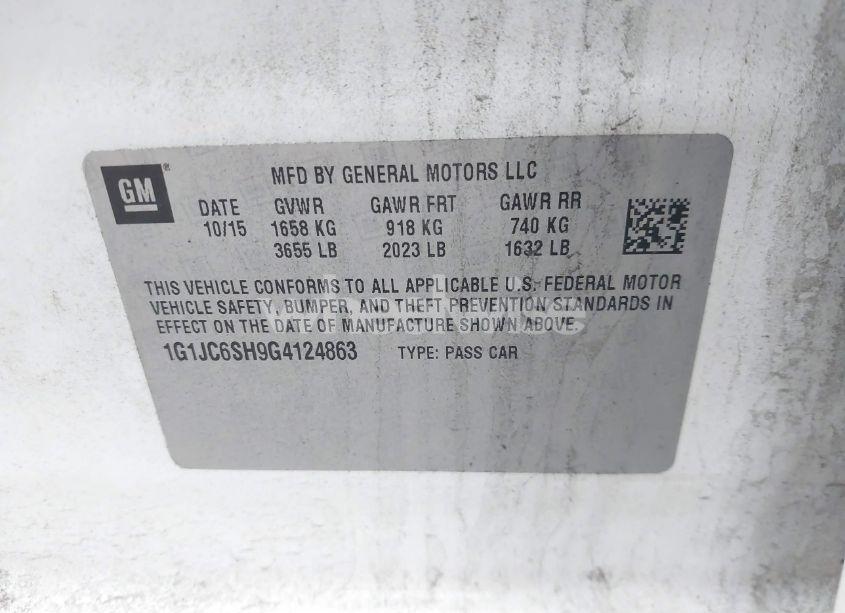 GM
MFD BY GENERAL MOTORS LLC
DATE GVWR GAWR FRT GAWR RR
10/15 1658 KG 918 KG 740 KG
3655 LB 2023 LB 1632 LB
THIS VEHICLE CONFORMS TO ALL APPLICABLE U.S. FEDERAL MOTOR
VEHICLE SAFETY, BUMPER, AND THEFT PREVENTION STANDARDS IN
EFFECT ON THE DATE OF MANUFACTURE SHOWN ABOVE.
1G1JC6SH9G4124863 TYPE: PASS CAR